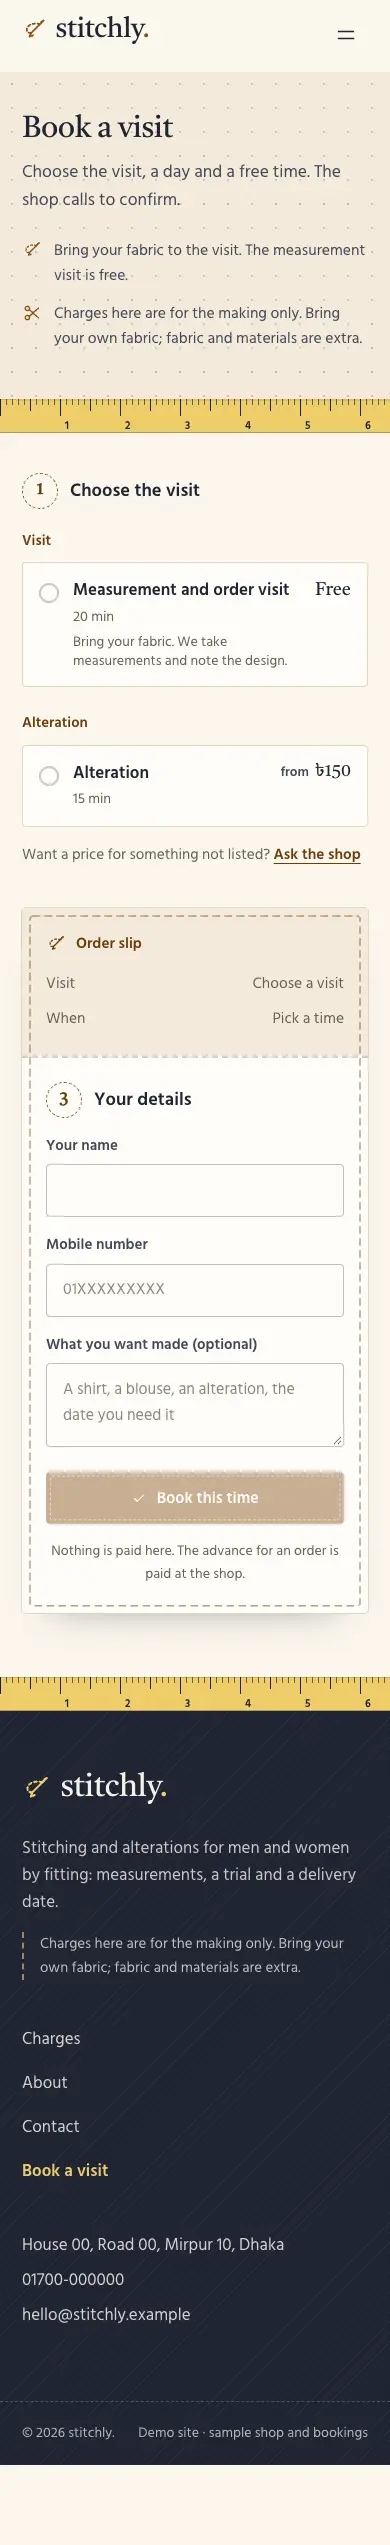 stitchly.
Book a visit
Choose the visit, a day and a free time. The
shop calls to confirm.
Bring your fabric to the visit. The measurement
visit is free.
Charges here are for the making only. Bring
your own fabric; fabric and materials are extra.
1 2 3 4 5 6
1 Choose the visit
Visit
Measurement and order visit Free
20 min
Bring your fabric. We take
measurements and note the design.
Alteration
Alteration from ৳150
15 min
Want a price for something not listed? Ask the shop
Order slip
Visit Choose a visit
When Pick a time
3 Your details
Your name
Mobile number
01XXXXXXXXX
What you want made (optional)
A shirt, a blouse, an alteration, the
date you need it
Book this time
Nothing is paid here. The advance for an order is
paid at the shop.
1 2 3 4 5 6
stitchly.
Stitching and alterations for men and women
by fitting: measurements, a trial and a delivery
date.
Charges here are for the making only. Bring your
own fabric; fabric and materials are extra.
Charges
About
Contact
Book a visit
House 00, Road 00, Mirpur 10, Dhaka
01700-000000
hello@stitchly.example
© 2026 stitchly. Demo site · sample shop and bookings